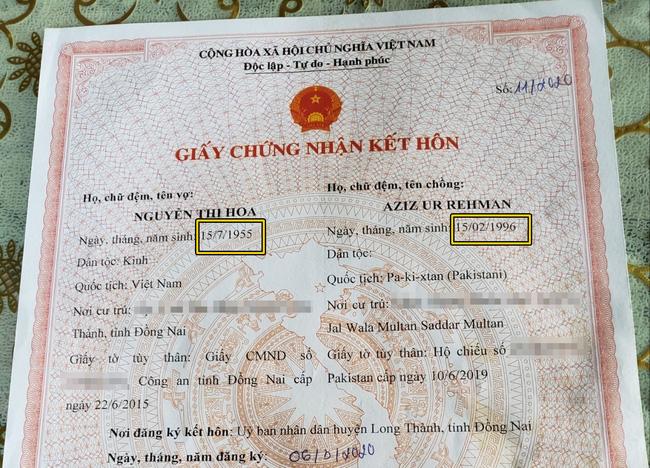 CỘNG HÒA XÃ HỘI CHỦ NGHĨA VIỆT NAM
Độc lập - Tự do - Hạnh phúc
Số: 11/2020
GIẤY CHỨNG NHẬN KẾT HÔN
Họ, chữ đệm, tên vợ:
NGUYỄN THỊ HOA
Ngày, tháng, năm sinh: 15/7/1955
Dân tộc: Kinh
Quốc tịch: Việt Nam
Nơi cư trú:
Thành, tỉnh Đồng Nai
Giấy tờ tùy thân: Giấy CMND số
Công an tỉnh Đồng Nai cấp
ngày 22/6/2015
Họ, chữ đệm, tên chồng:
AZIZ UR REHMAN
Ngày, tháng, năm sinh: 15/02/1996
Dân tộc:
Quốc tịch: Pa-ki-xtan (Pakistani)
Nơi cư trú:
Jal Wala Multan Saddar Multan
Giấy tờ tùy thân: Hộ chiếu số
Pakistan cấp ngày 10/6/2019
Nơi đăng ký kết hôn: Uỷ ban nhân dân huyện Long Thành, tỉnh Đồng Nai
Ngày, tháng, năm đăng ký: